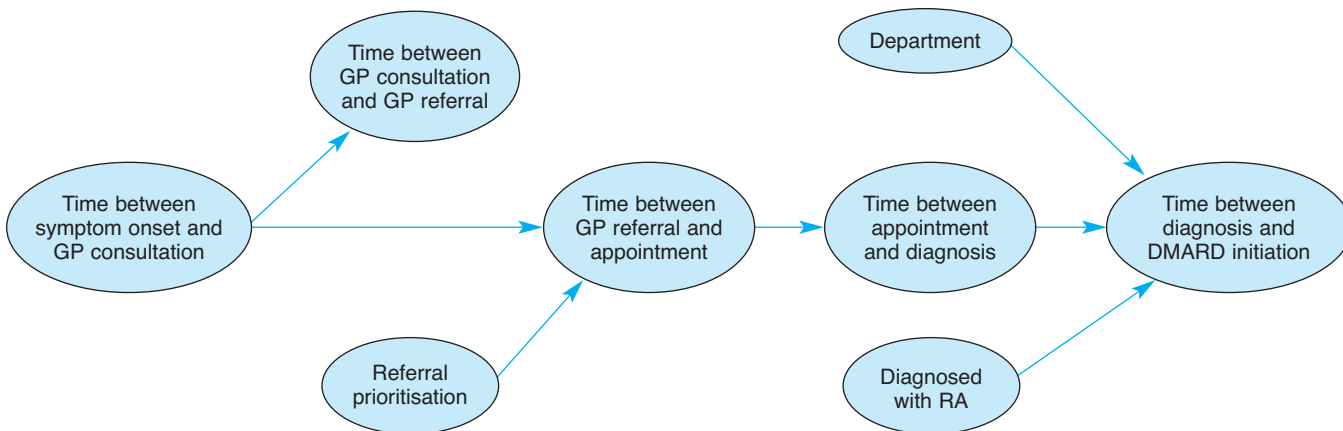 Time between
GP consultation
and GP referral
Department
Time between
symptom onset and
GP consultation
Time between
GP referral and
appointment
Time between
appointment
and diagnosis
Time between
diagnosis and
DMARD initiation
Referral
prioritisation
Diagnosed
with RA